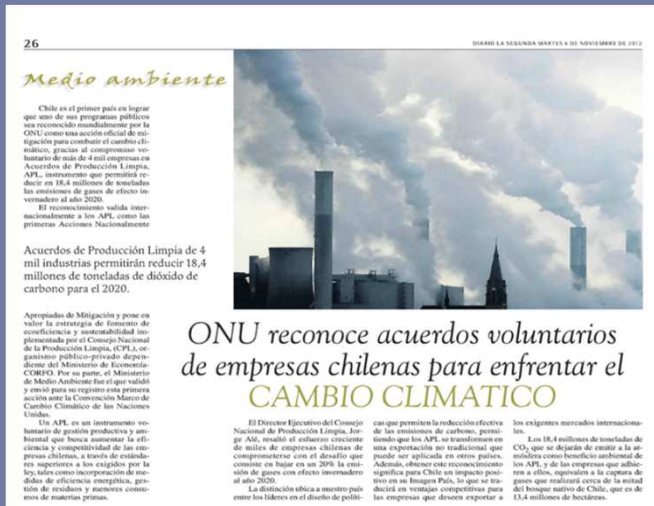 26
DIARIO LA SEGUNDA MARTES 6 DE NOVIEMBRE DE 2012
Medio ambiente
Chile es el primer país en lograr
que uno de sus programas públicos
sea reconocido mundialmente por la
ONU como una acción oficial de mi-
tigación para combatir el cambio cli-
mático, gracias al compromiso vo-
luntario de más de 4 mil empresas en
Acuerdos de Producción Limpia,
APL, instrumento que permitirá re-
ducir en 18,4 millones de toneladas
las emisiones de gases de efecto in-
vernadero al año 2020.
El reconocimiento valida inter-
nacionalmente a los APL como las
primeras Acciones Nacionalmente
Acuerdos de Producción Limpia de 4
mil industrias permitirán reducir 18,4
millones de toneladas de dióxido de
carbono para el 2020.
Apropiadas de Mitigación y pone en
valor la estrategia de fomento de
ecoeficiencia y sustentabilidad im-
plementada por el Consejo Nacional
de la Producción Limpia, (CPL), or-
ganismo público-privado depen-
diente del Ministerio de Economía-
CORFO. Por su parte, el Ministerio
de Medio Ambiente fue el que validó
y envió para su registro esta primera
acción ante la Convención Marco de
Cambio Climático de las Naciones
Unidas.
Un APL es un instrumento vo-
luntario de gestión productiva y am-
biental que busca aumentar la efi-
ciencia y competitividad de las em-
presas chilenas, a través de estánda-
res superiores a los exigidos por la
ley, tales como incorporación de me-
didas de eficiencia energética, ges-
tión de residuos y menores consu-
mos de materias primas.
ONU reconoce acuerdos voluntarios
de empresas chilenas para enfrentar el
CAMBIO CLIMATICO
El Director Ejecutivo del Consejo
Nacional de Producción Limpia, Jor-
ge Alé, resaltó el esfuerzo creciente
de miles de empresas chilenas de
comprometerse con el desafío que
consiste en bajar en un 20% la emi-
sión de gases con efecto invernadero
al año 2020.
La distinción ubica a nuestro país
entre los líderes en el diseño de políti-
cas que permiten la reducción efectiva
de las emisiones de carbono, permi-
tiendo que los APL se transformen en
una exportación no tradicional que
puede ser aplicada en otros países.
Además, obtener este reconocimiento
significa para Chile un impacto posi-
tivo en su Imagen País, lo que se tra-
ducirá en ventajas competitivas para
las empresas que deseen exportar a
los exigentes mercados internaciona-
les.
Los 18,4 millones de toneladas de
CO2 que se dejarán de emitir a la at-
mósfera como beneficio ambiental de
los APL y de las empresas que adhie-
ren a ellos, equivalen a la captura de
gases que realizará cerca de la mitad
del bosque nativo de Chile, que es de
13,4 millones de hectáreas.